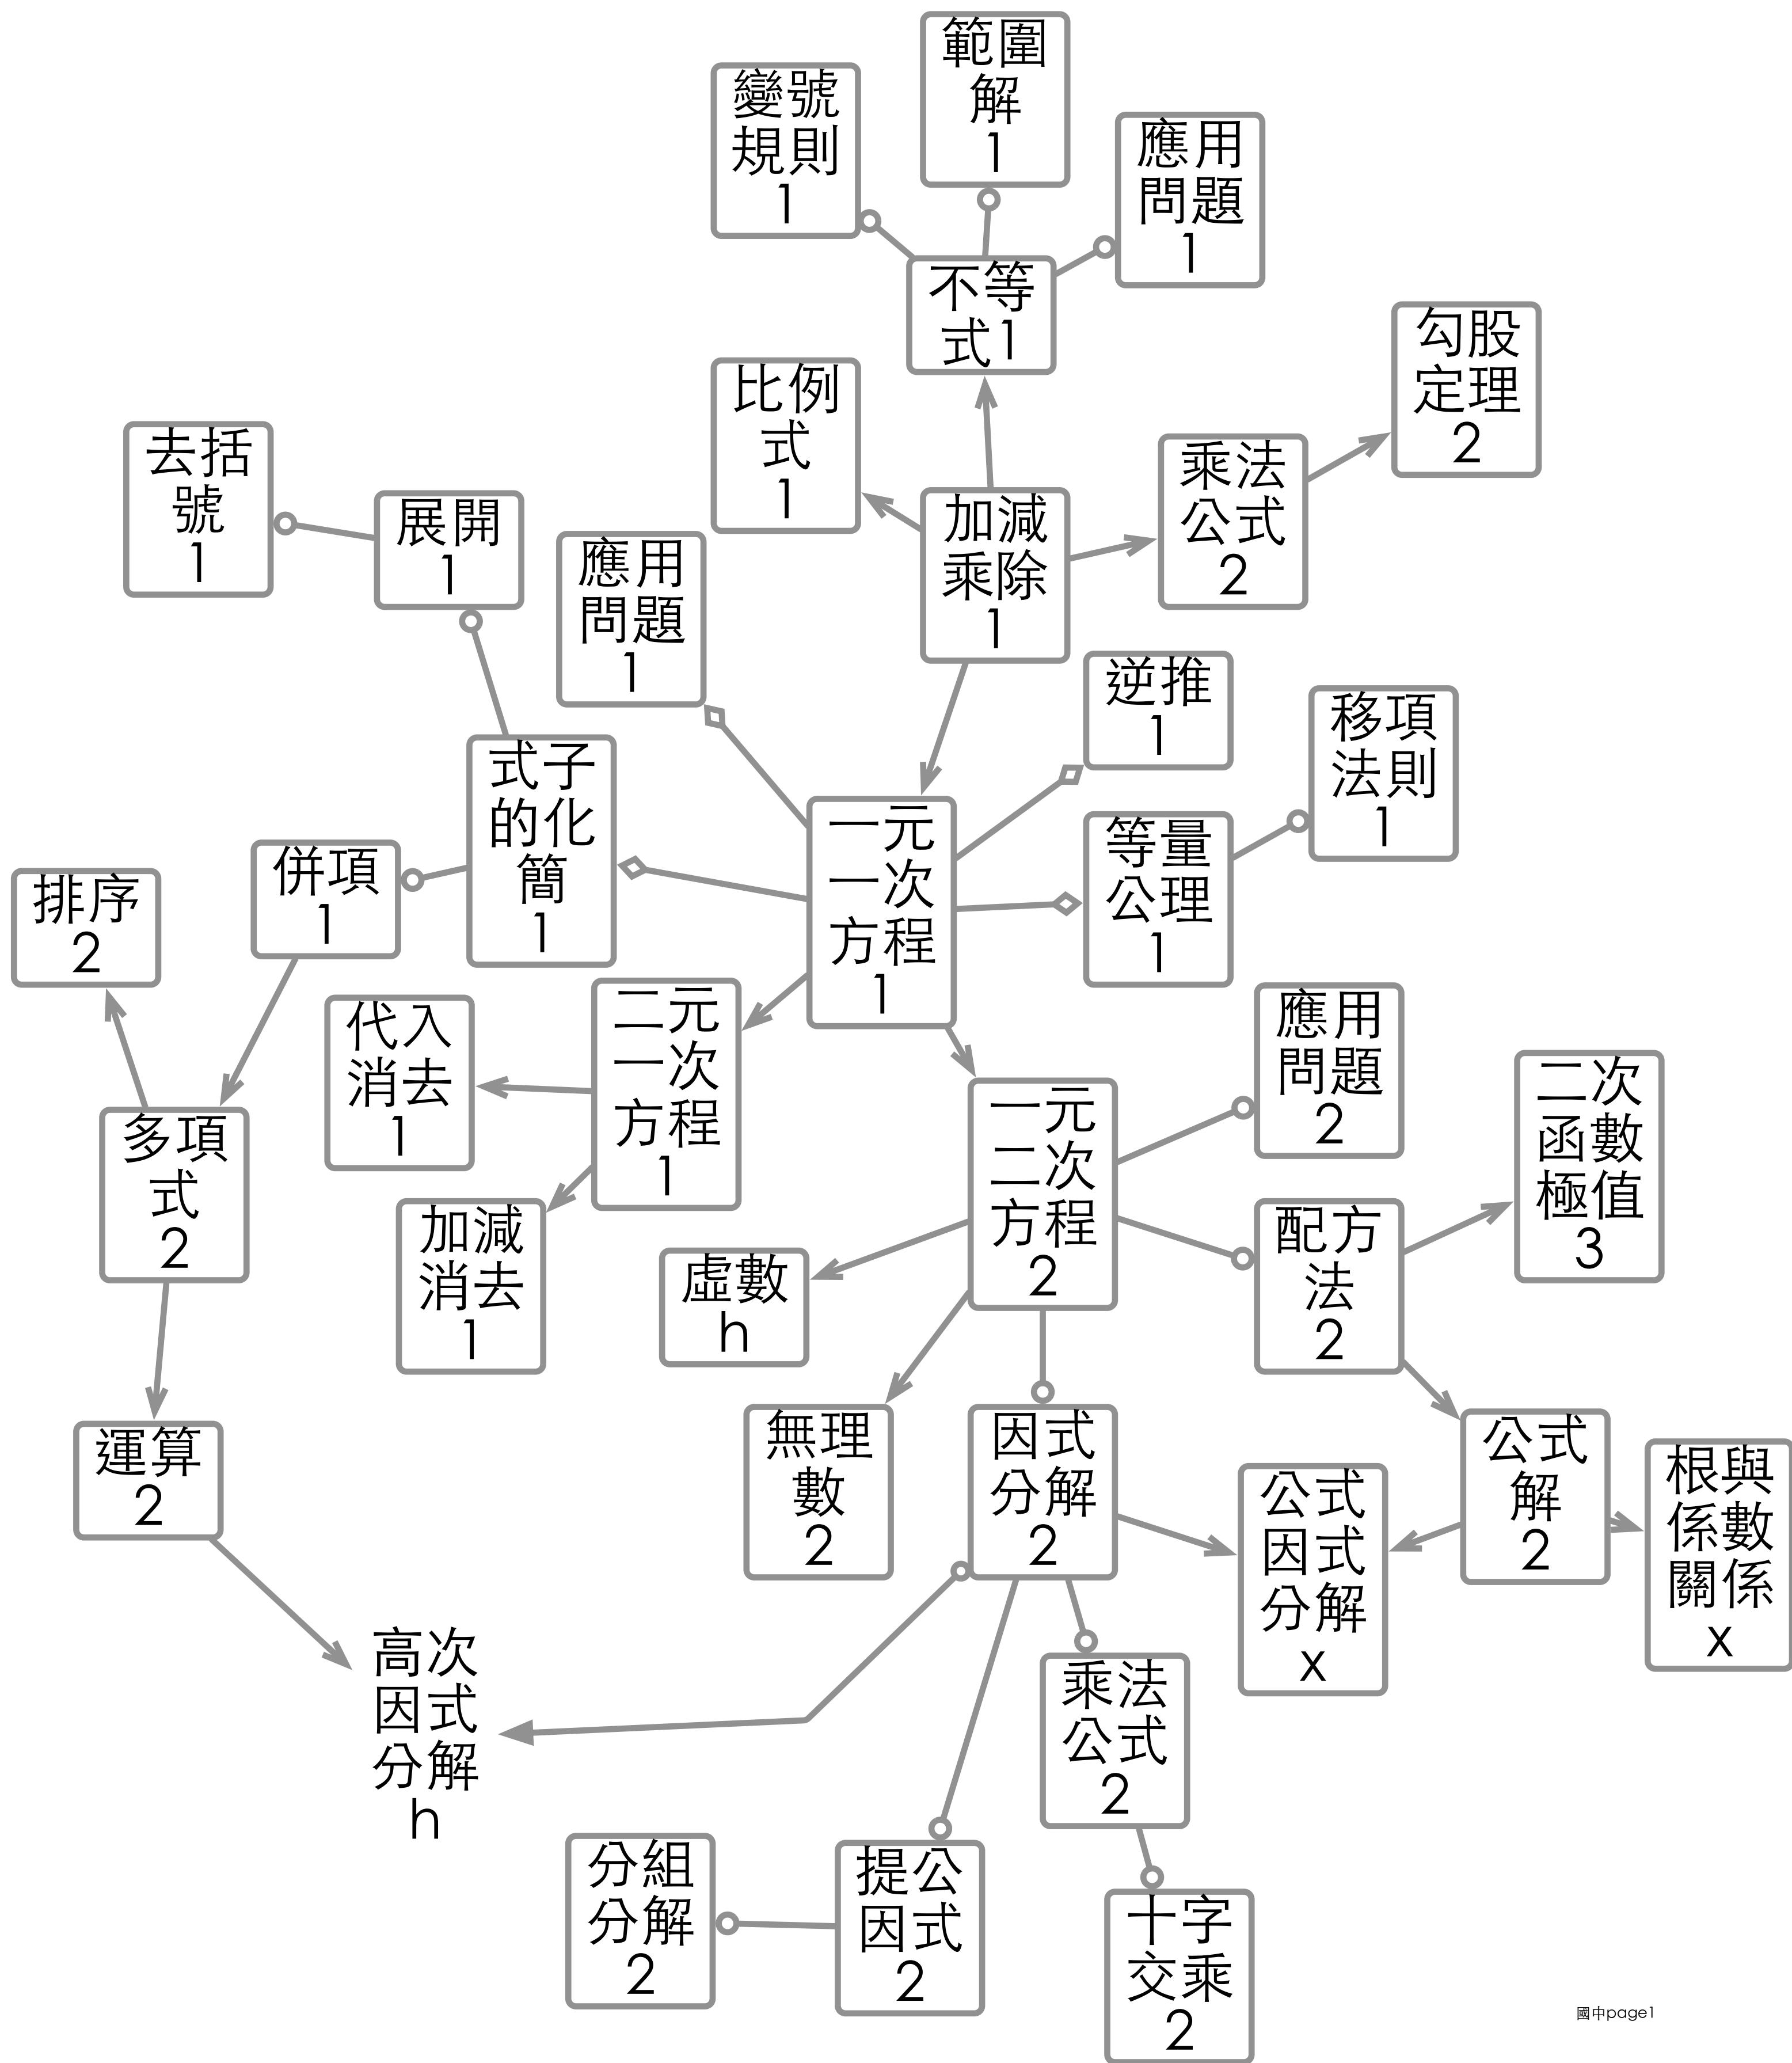 範圍
解
1
變號
規則
1
應用
問題
1
不等
式1
勾股
定理
2
比例
式
1
去括
號
1
乘法
公式
2
加減
乘除
1
展開
1
應用
問題
1
逆推
1
移項
法則
1
式子
的化
簡
1
一元
一次
方程
1
等量
公理
1
併項
1
排序
2
二元
一次
方程
1
代入
消去
1
應用
問題
2
二次
函數
極值
3
一元
二次
方程
2
多項
式
2
加減
消去
1
配方
法
2
虛數
h
無理
數
2
因式
分解
2
公式
解
2
運算
2
根與
係數
關係
x
公式
因式
分解
x
高次
因式
分解
h
乘法
公式
2
分組
分解
2
提公
因式
2
十字
交乘
2
國中page1